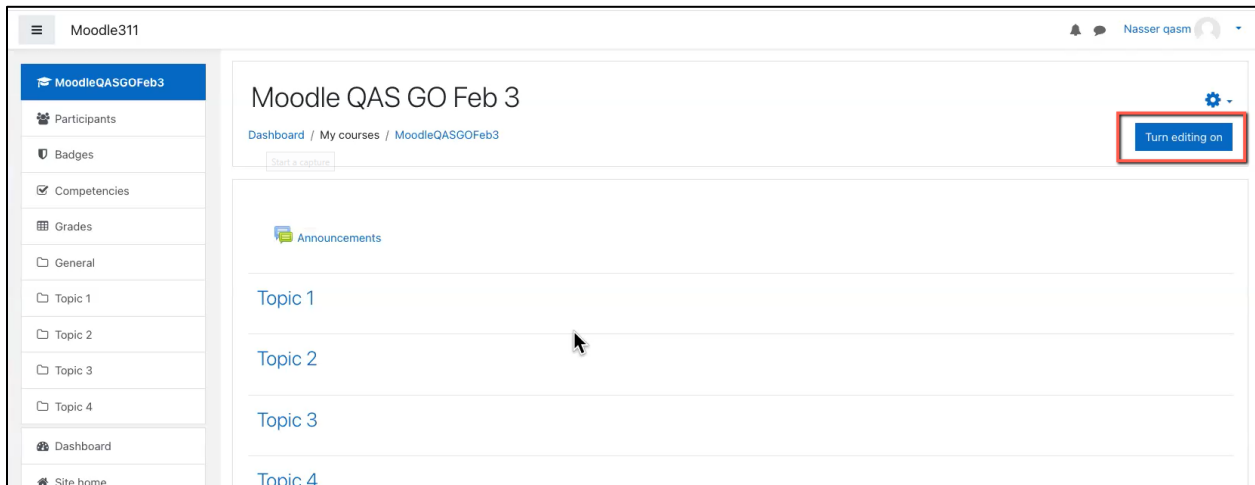 Moodle311
Nasser qasm
MoodleQASGOFeb3
Participants
Badges
Competencies
Grades
General
Topic 1
Topic 2
Topic 3
Topic 4
Dashboard
Site home
Moodle QAS GO Feb 3
Dashboard / My courses / MoodleQASGOFeb3
Turn editing on
Start a capture
Announcements
Topic 1
Topic 2
Topic 3
Topic 4